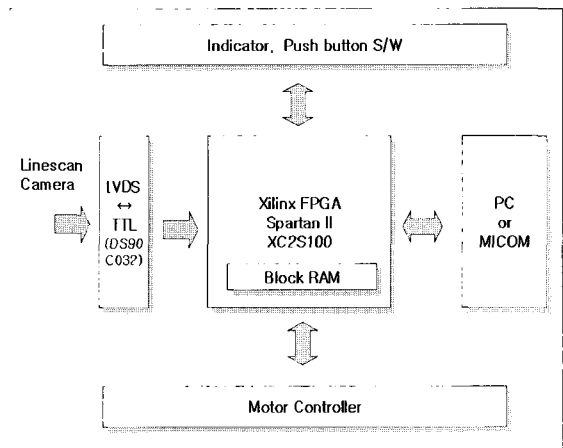 Indicator, Push button S/W
Linescan
Camera
LVDS
↔
TTL
(DS90
C032)
Xilinx FPGA
Spartan II
XC2S100
Block RAM
PC
or
MICOM
Motor Controller